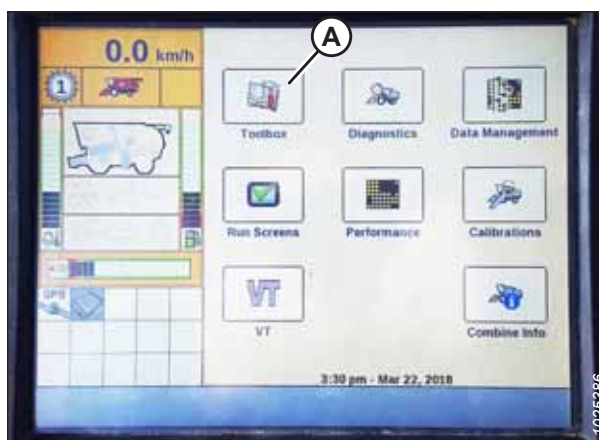 A
0.0 km/h
1
Toolbox
Diagnostics
Data Management
Run Screens
Performance
Calibrations
GPS
VT
VT
Combine Info
3:30 pm - Mar 22, 2018
1025286